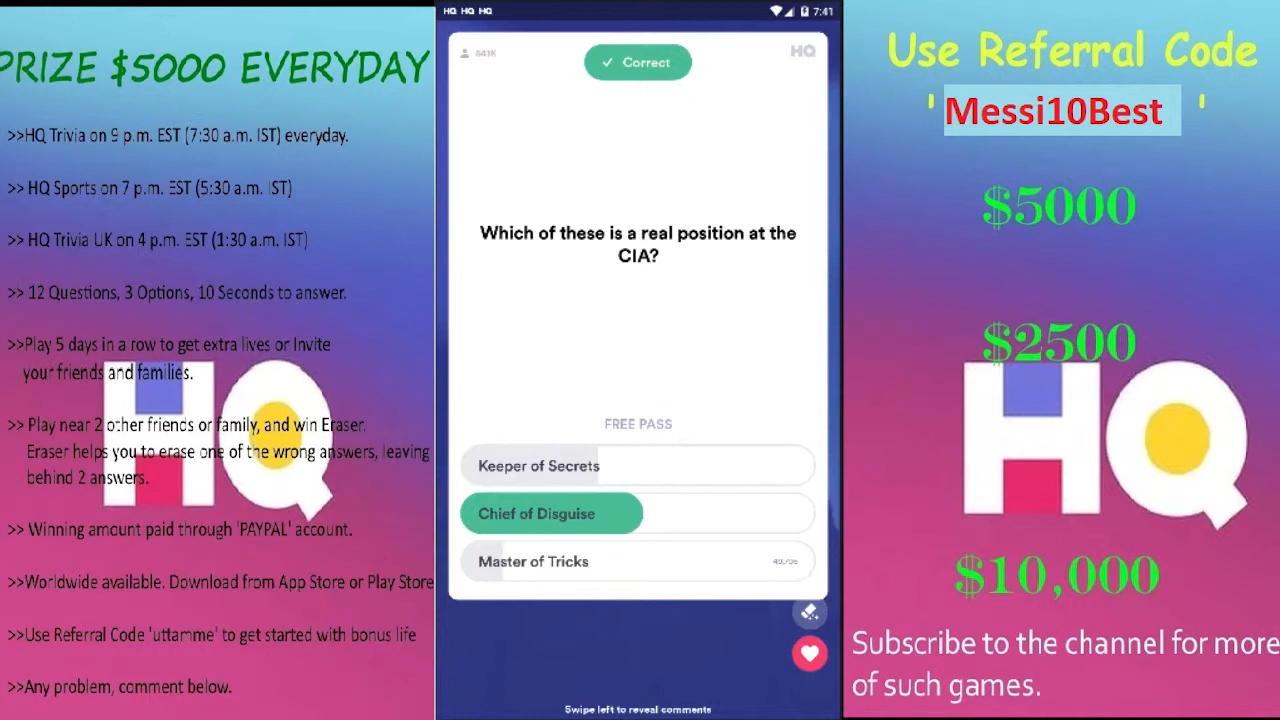 PRIZE $5000 EVERYDAY
>>HQ Trivia on 9 p.m. EST (7:30 a.m. IST) everyday.
>> HQ Sports on 7 p.m. EST (5:30 a.m. IST)
>> HQ Trivia UK on 4 p.m. EST (1:30 a.m. IST)
>> 12 Questions, 3 Options, 10 Seconds to answer.
>>Play 5 days in a row to get extra lives or Invite
your friends and families.
>> Play near 2 other friends or family, and win Eraser.
Eraser helps you to erase one of the wrong answers, leaving
behind 2 answers.
>> Winning amount paid through 'PAYPAL' account.
>>Worldwide available. Download from App Store or Play Store
>>Use Referral Code 'uttamme' to get started with bonus life
>>Any problem, comment below.
HQ
HQ HQ HQ
7:41
HQ
✓ Correct
Which of these is a real position at the
CIA?
FREE PASS
Keeper of Secrets
Chief of Disguise
Master of Tricks
Swipe left to reveal comments
Use Referral Code
' Messi10Best '
$5000
$2500
HQ
$10,000
Subscribe to the channel for more
of such games.